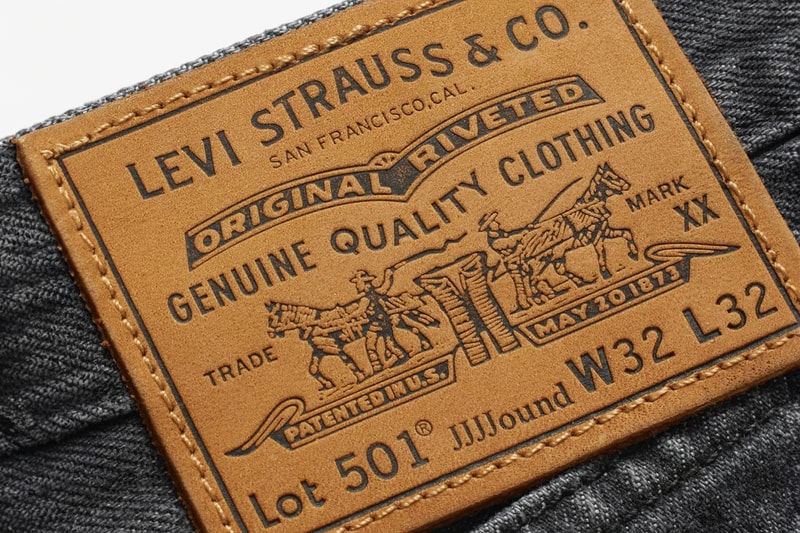 LEVI STRAUSS & CO.
SAN FRANCISCO, CAL.
ORIGINAL RIVETED
GENUINE QUALITY CLOTHING
TRADE MARK
XX
PATENTED IN U.S. MAY 20 1873
Lot 501® JJJJound W32 L32